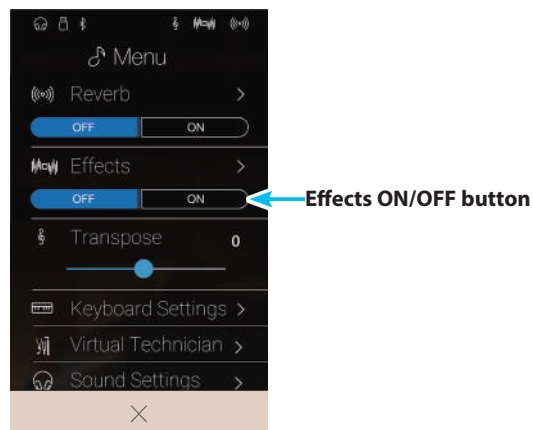 Menu
Reverb
OFF ON
Effects
OFF ON
Effects ON/OFF button
Transpose 0
Keyboard Settings
Virtual Technician
Sound Settings